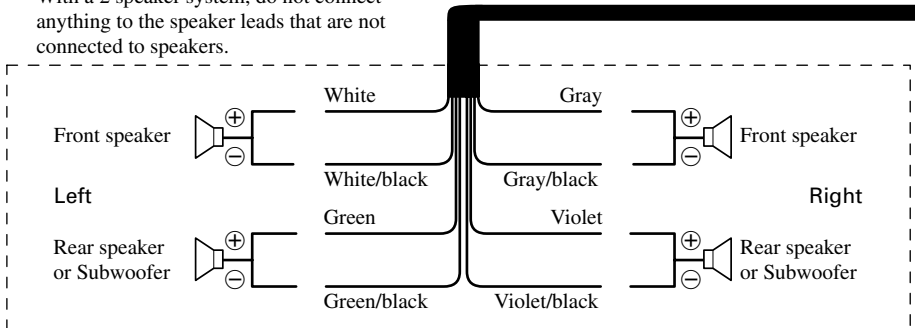 With a 2 speaker system, do not connect
anything to the speaker leads that are not
connected to speakers.
White
Gray
Front speaker
⊕
⊖
⊕
⊖
Front speaker
White/black
Gray/black
Left
Right
Green
Violet
Rear speaker
or Subwoofer
⊕
⊖
⊕
⊖
Rear speaker
or Subwoofer
Green/black
Violet/black